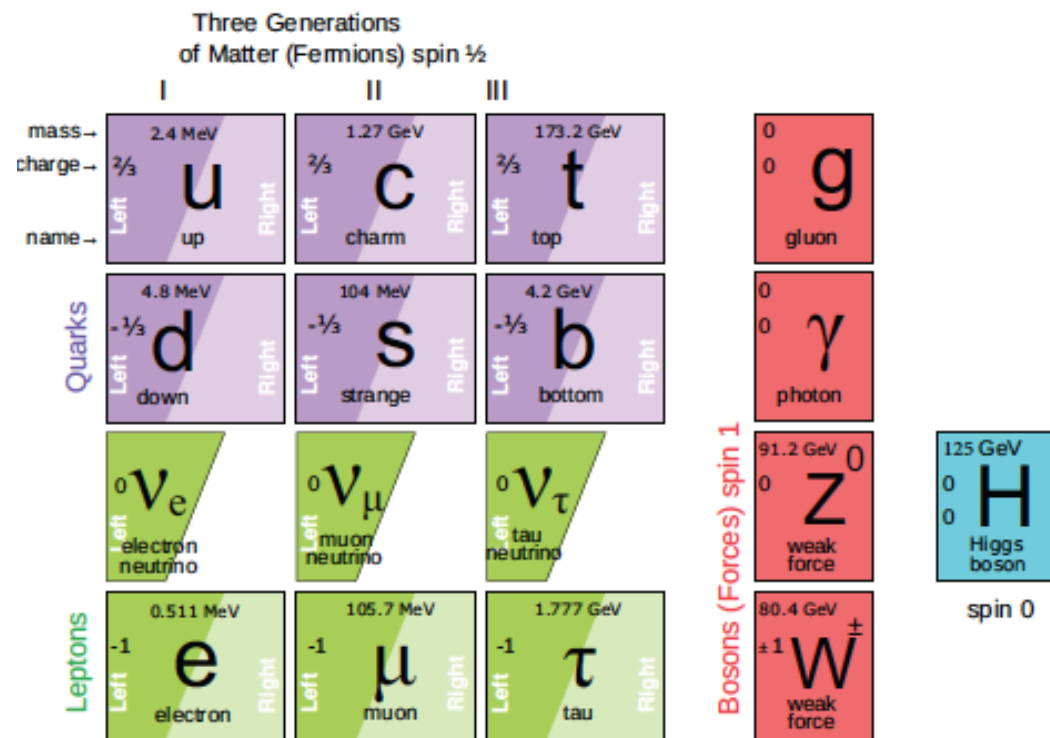 Three Generations
of Matter (Fermions) spin ½
I II III
mass→
charge→
name→
2.4 MeV
⅔
u
Left
Right
up
1.27 GeV
⅔
c
Left
Right
charm
173.2 GeV
⅔
t
Left
Right
top
0
0
g
gluon
Quarks
4.8 MeV
-⅓
d
Left
Right
down
104 MeV
-⅓
s
Left
Right
strange
4.2 GeV
-⅓
b
Left
Right
bottom
0
0
γ
photon
0
νe
Left
electron
neutrino
0
νμ
Left
muon
neutrino
0
ντ
Left
tau
neutrino
Bosons (Forces) spin 1
91.2 GeV
0
Z0
weak
force
125 GeV
0
0
H
Higgs
boson
spin 0
Leptons
0.511 MeV
-1
e
Left
Right
electron
105.7 MeV
-1
μ
Left
Right
muon
1.777 GeV
-1
τ
Left
Right
tau
80.4 GeV
±1
W±
weak
force